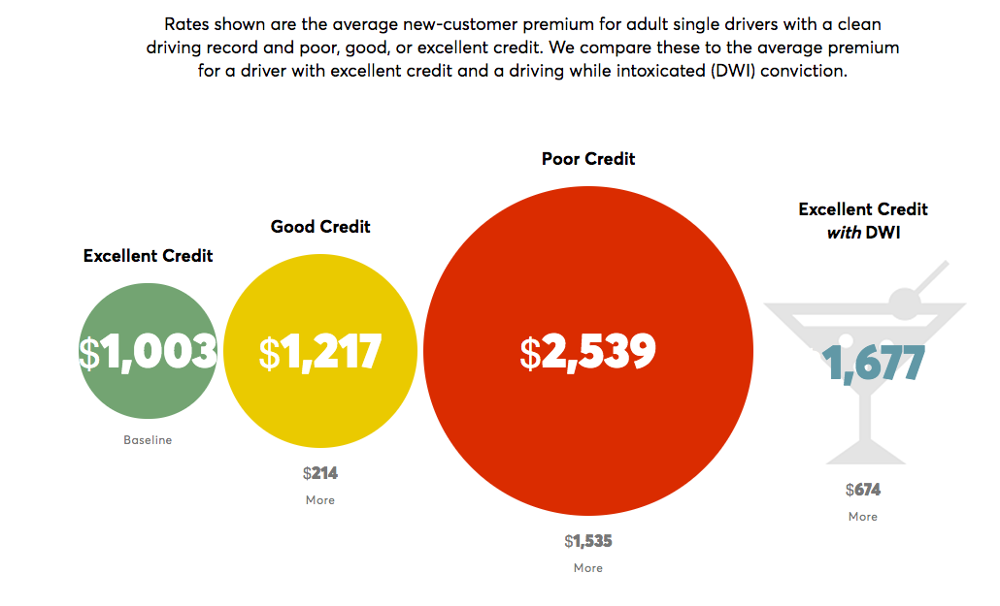 Rates shown are the average new-customer premium for adult single drivers with a clean
driving record and poor, good, or excellent credit. We compare these to the average premium
for a driver with excellent credit and a driving while intoxicated (DWI) conviction.
Excellent Credit
$1,003
Baseline
Good Credit
$1,217
$214
More
Poor Credit
$2,539
$1,535
More
Excellent Credit
with DWI
1,677
$674
More